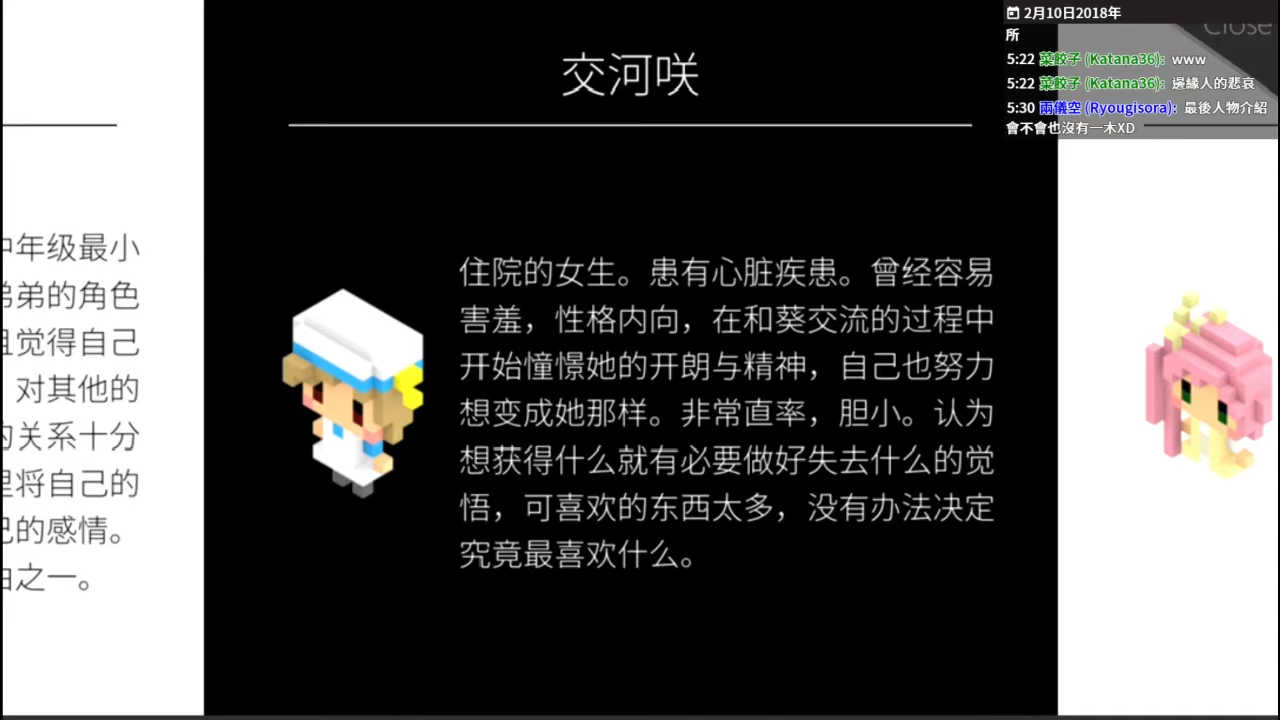 交河咲
住院的女生。患有心脏疾患。曾经容易
害羞，性格内向，在和葵交流的过程中
开始憧憬她的开朗与精神，自己也努力
想变成她那样。非常直率，胆小。认为
想获得什么就有必要做好失去什么的觉
悟，可喜欢的东西太多，没有办法决定
究竟最喜欢什么。
年级最小
弟的角色
觉得自己
对其他的
关系十分
将自己的
的感情。
之一。
2月10日2018年
Close
所
5:22 菜餃子 (Katana36): www
5:22 菜餃子 (Katana36): 邊緣人的悲哀
5:30 兩儀空 (Ryougisora): 最後人物介紹
會不會也沒有一木XD